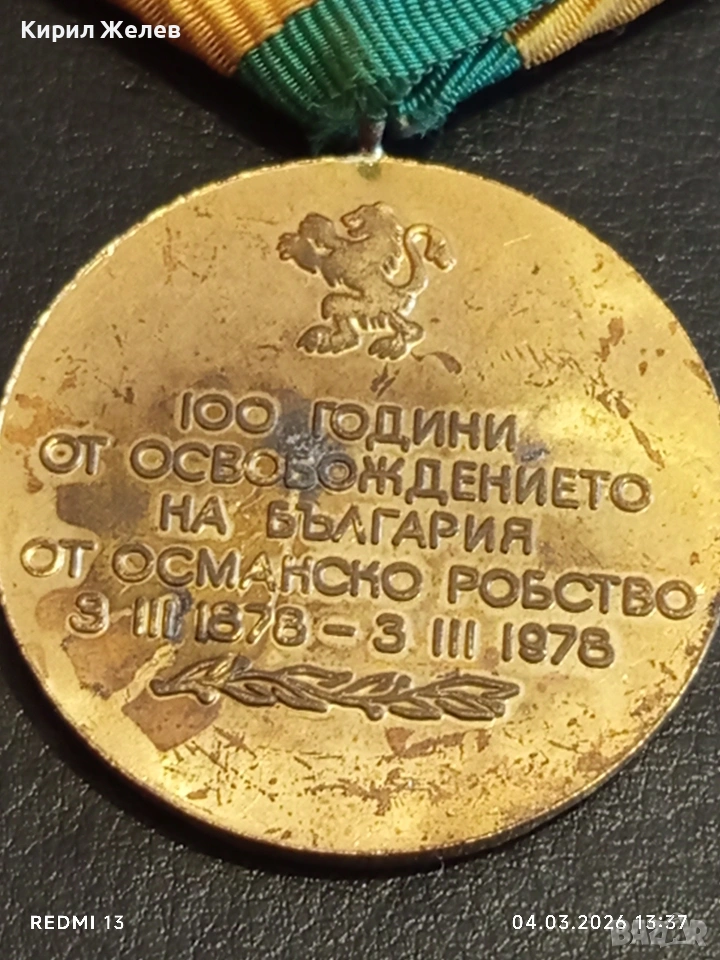 Кирил Желев
100 ГОДИНИ
ОТ ОСВОБОЖДЕНИЕТО
НА БЪЛГАРИЯ
ОТ ОСМАНСКО РОБСТВО
3 III 1878 – 3 III 1978
REDMI 13
04.03.2026 13:37
BAZAR